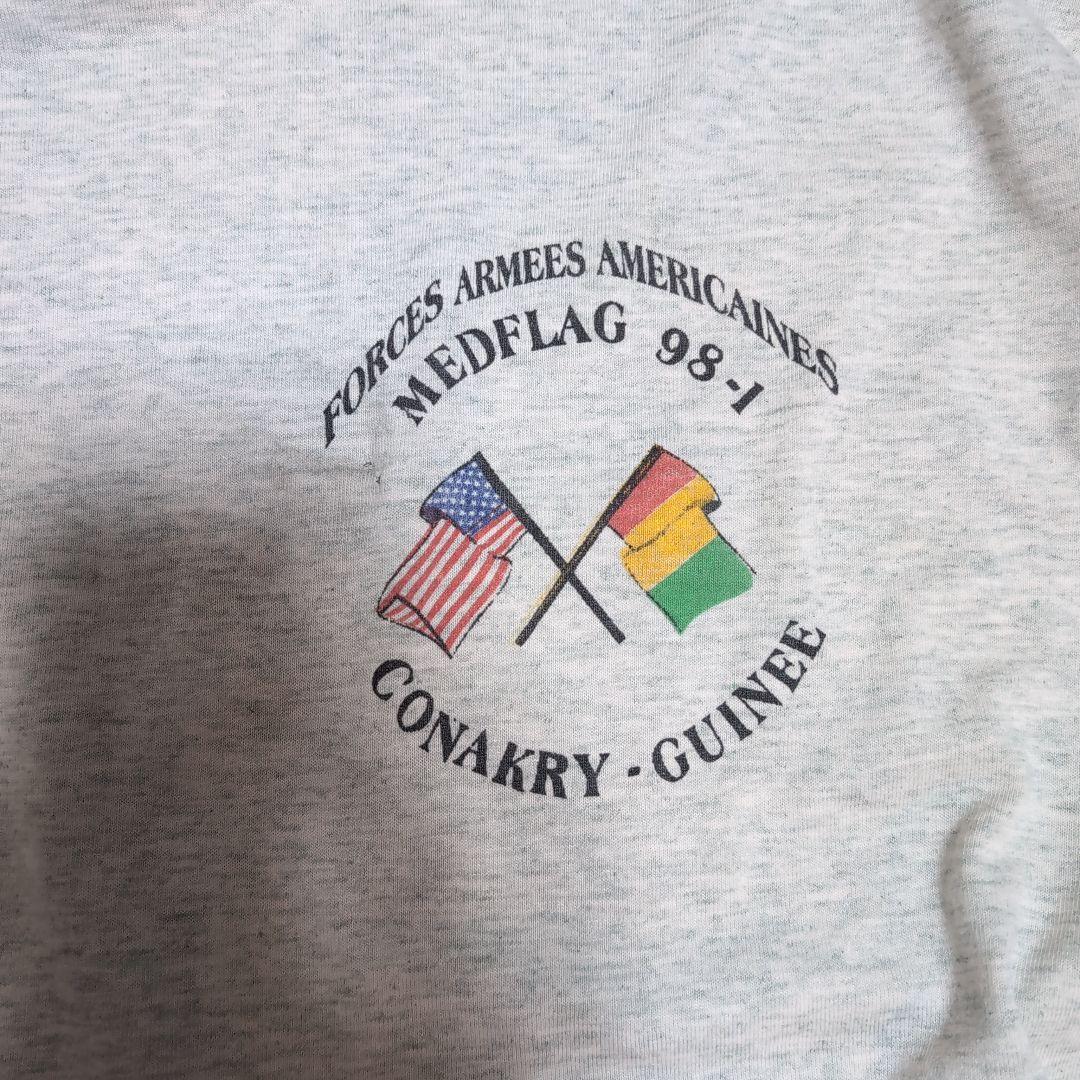 FORCES ARMEES AMERICAINES
MEDFLAG 98-1
CONAKRY - GUINEE